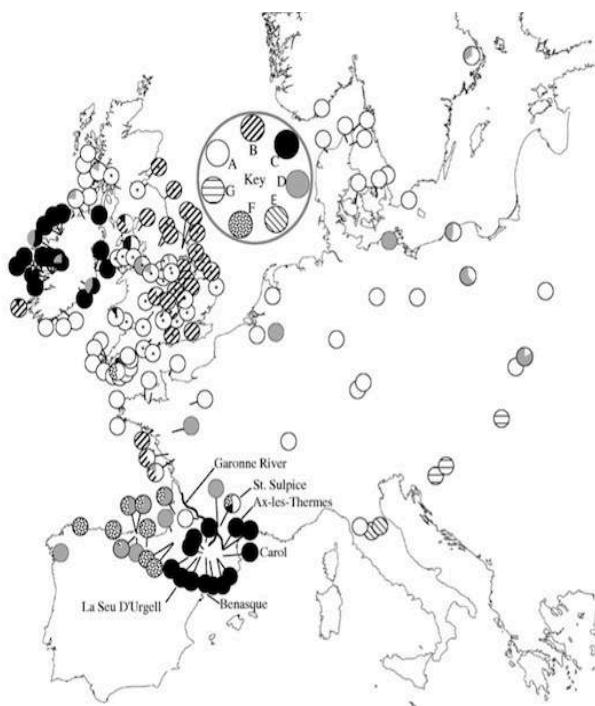 B
A
C
Key
G
D
E
F
Garonne River
St. Sulpice
Ax-les-Thermes
Carol
La Seu D'Urgell
Benasque